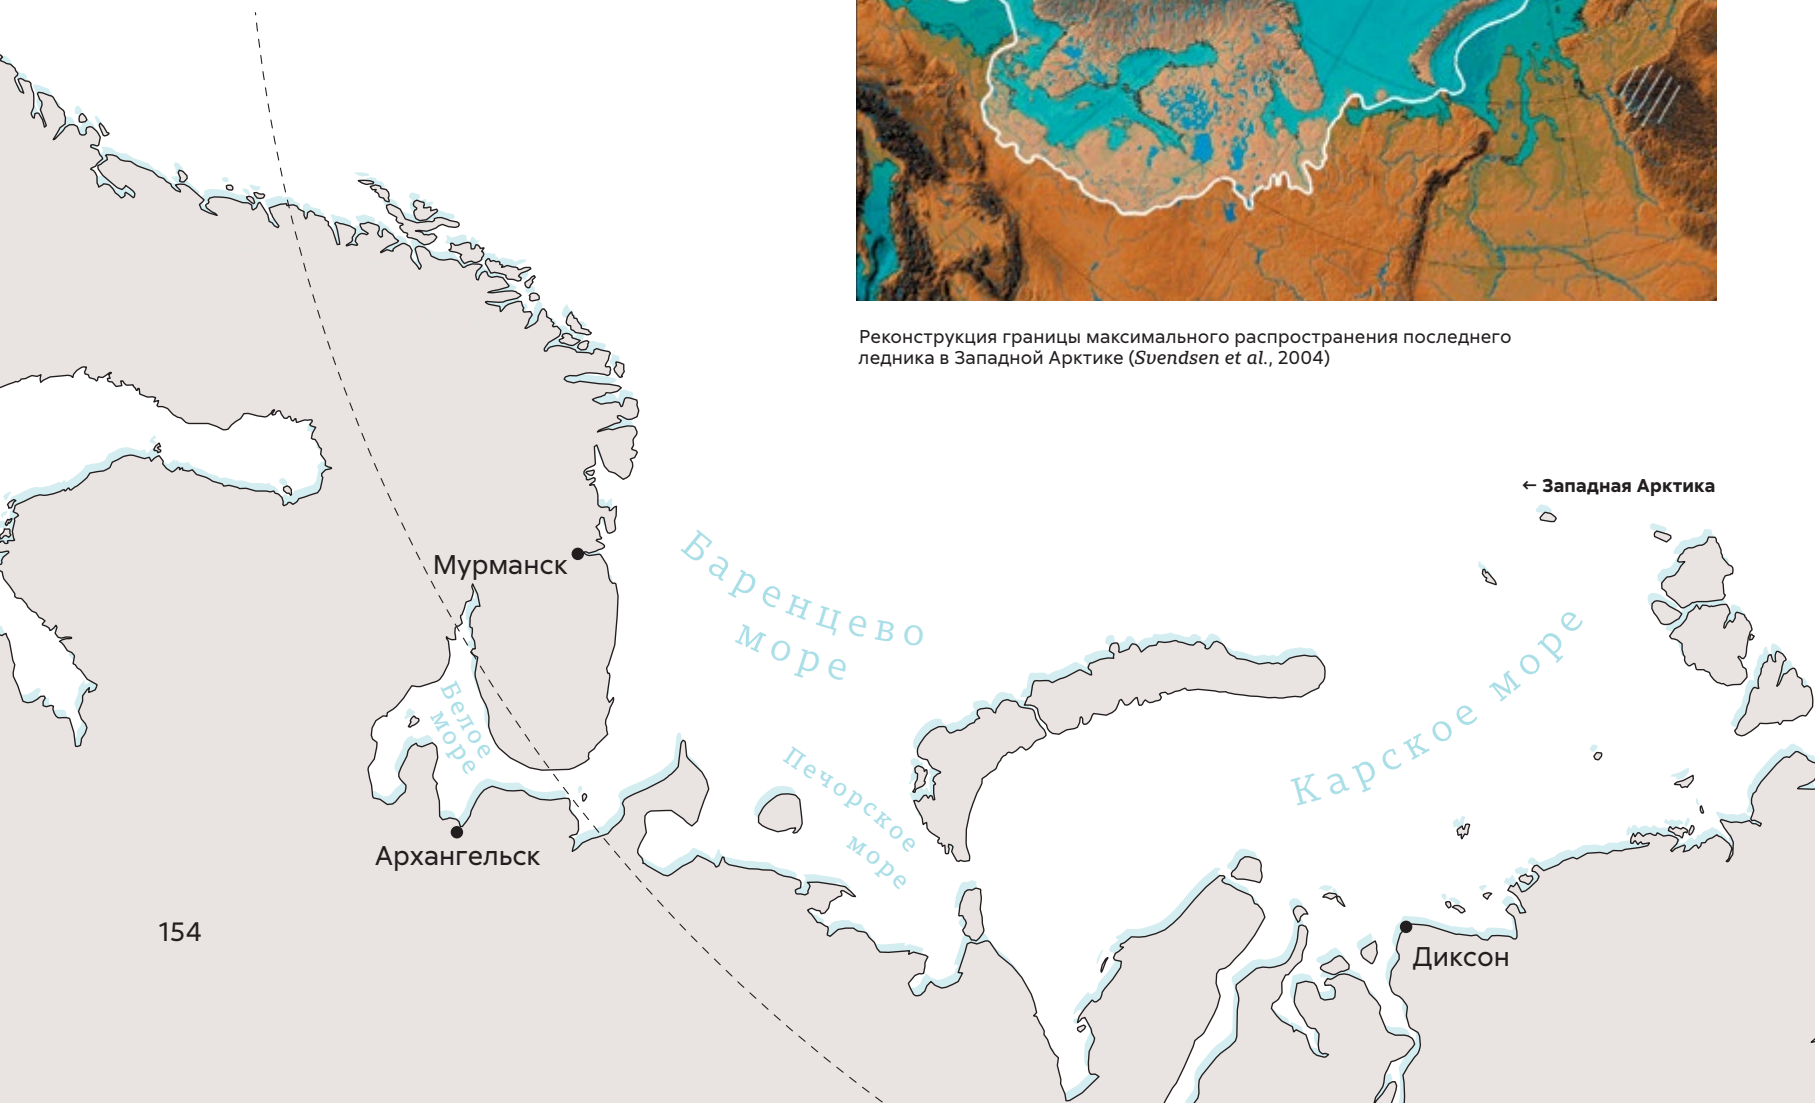 Реконструкция границы максимального распространения последнего
ледника в Западной Арктике (Svendsen et al., 2004)
← Западная Арктика
Мурманск
Баренцево
море
Белое
море
Печорское
море
Карское море
Архангельск
Диксон
154